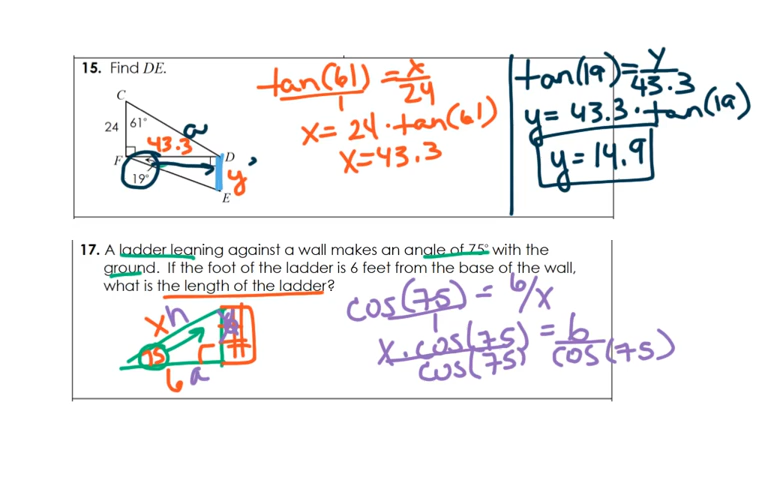 15. Find DE.
C
24
61°
a
43.3
F
D
19°
y
E
tan(61) = x
1 24
x = 24 · tan(61)
x = 43.3
tan(19) = y
43.3
y = 43.3 · tan(19)
y = 14.9
17. A ladder leaning against a wall makes an angle of 75° with the
ground. If the foot of the ladder is 6 feet from the base of the wall,
what is the length of the ladder?
x h
75
6 a
cos(75) = 6/x
1
x · cos(75) = 6
cos(75) cos(75)